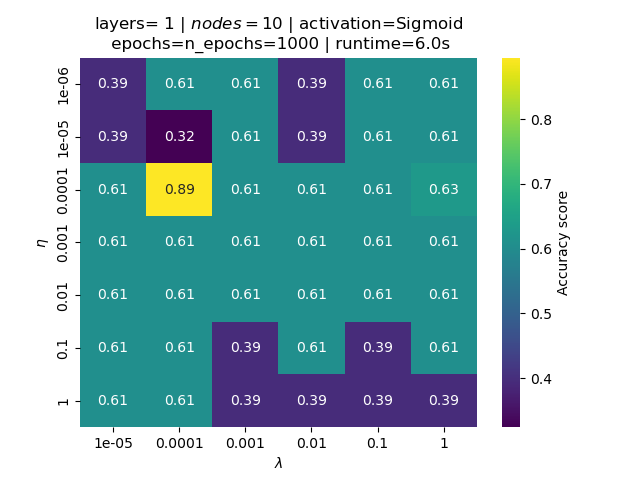 layers= 1 | nodes = 10 | activation=Sigmoid
epochs=n_epochs=1000 | runtime=6.0s
1e-06 0.39 0.61 0.61 0.39 0.61 0.61
1e-05 0.39 0.32 0.61 0.39 0.61 0.61
0.0001 0.61 0.89 0.61 0.61 0.61 0.63
0.001 0.61 0.61 0.61 0.61 0.61 0.61
0.01 0.61 0.61 0.61 0.61 0.61 0.61
0.1 0.61 0.61 0.39 0.61 0.39 0.61
1 0.61 0.61 0.39 0.39 0.39 0.39
1e-05 0.0001 0.001 0.01 0.1 1
λ
η
0.8
0.7
0.6
0.5
0.4
Accuracy score